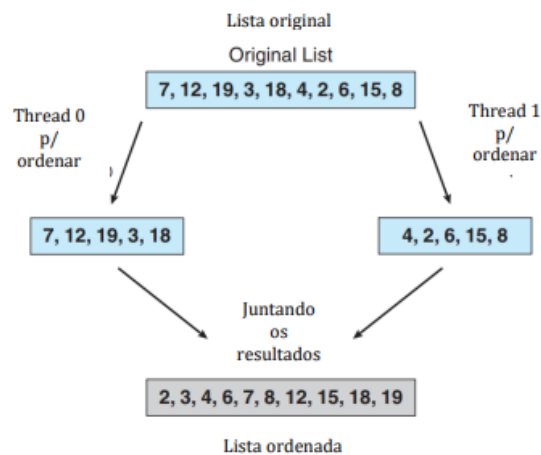 Lista original
Original List
7, 12, 19, 3, 18, 4, 2, 6, 15, 8
Thread 0
p/
ordenar
Thread 1
p/
ordenar
7, 12, 19, 3, 18
4, 2, 6, 15, 8
Juntando
os
resultados
2, 3, 4, 6, 7, 8, 12, 15, 18, 19
Lista ordenada